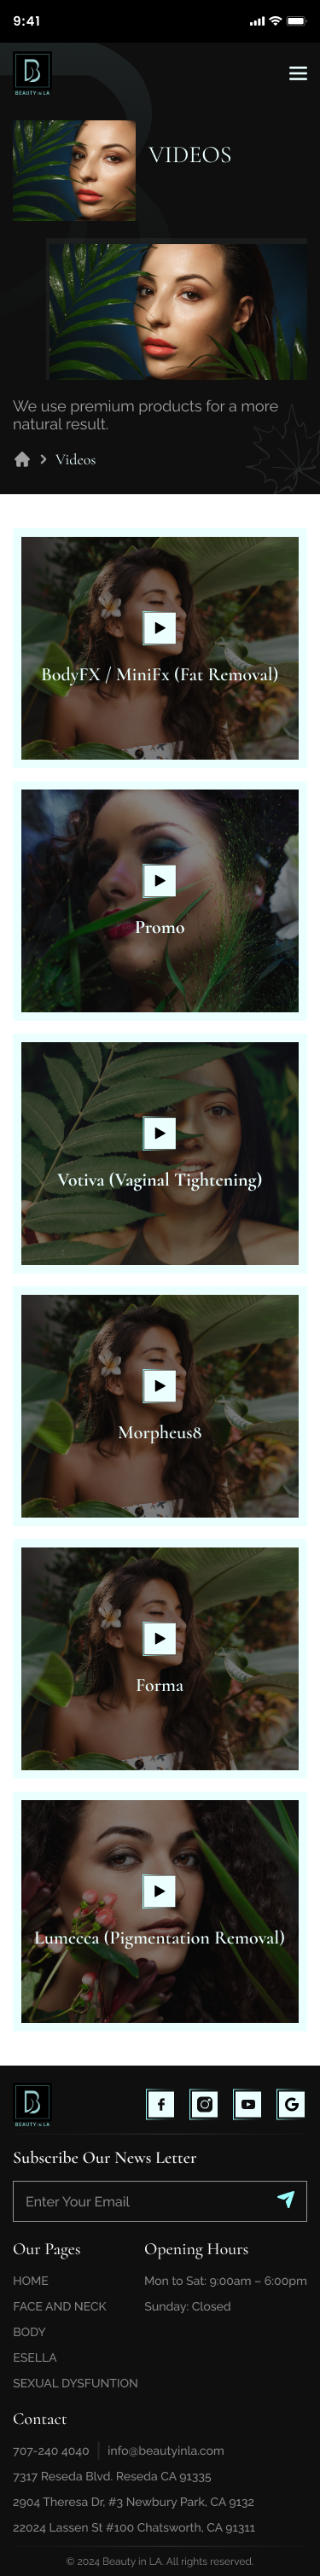 9:41
B
BEAUTY IN LA
VIDEOS
We use premium products for a more
natural result.
Videos
BodyFX / MiniFx (Fat Removal)
Promo
Votiva (Vaginal Tightening)
Morpheus8
Forma
Lumecca (Pigmentation Removal)
B
BEAUTY IN LA
Subscribe Our News Letter
Enter Your Email
Our Pages
Opening Hours
HOME
Mon to Sat: 9:00am – 6:00pm
FACE AND NECK
Sunday: Closed
BODY
ESELLA
SEXUAL DYSFUNTION
Contact
707-240 4040 | info@beautyinla.com
7317 Reseda Blvd. Reseda CA 91335
2904 Theresa Dr, #3 Newbury Park, CA 9132
22024 Lassen St #100 Chatsworth, CA 91311
© 2024 Beauty in LA. All rights reserved.